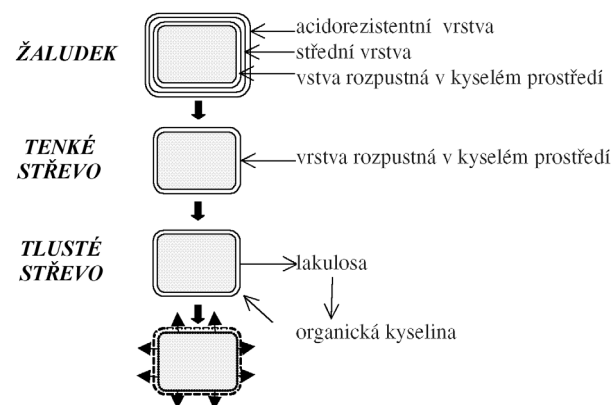 acidorezistentní vrstva
ŽALUDEK
střední vrstva
vstva rozpustná v kyselém prostředí
TENKÉ
STŘEVO
vrstva rozpustná v kyselém prostředí
TLUSTÉ
STŘEVO
lakulosa
organická kyselina